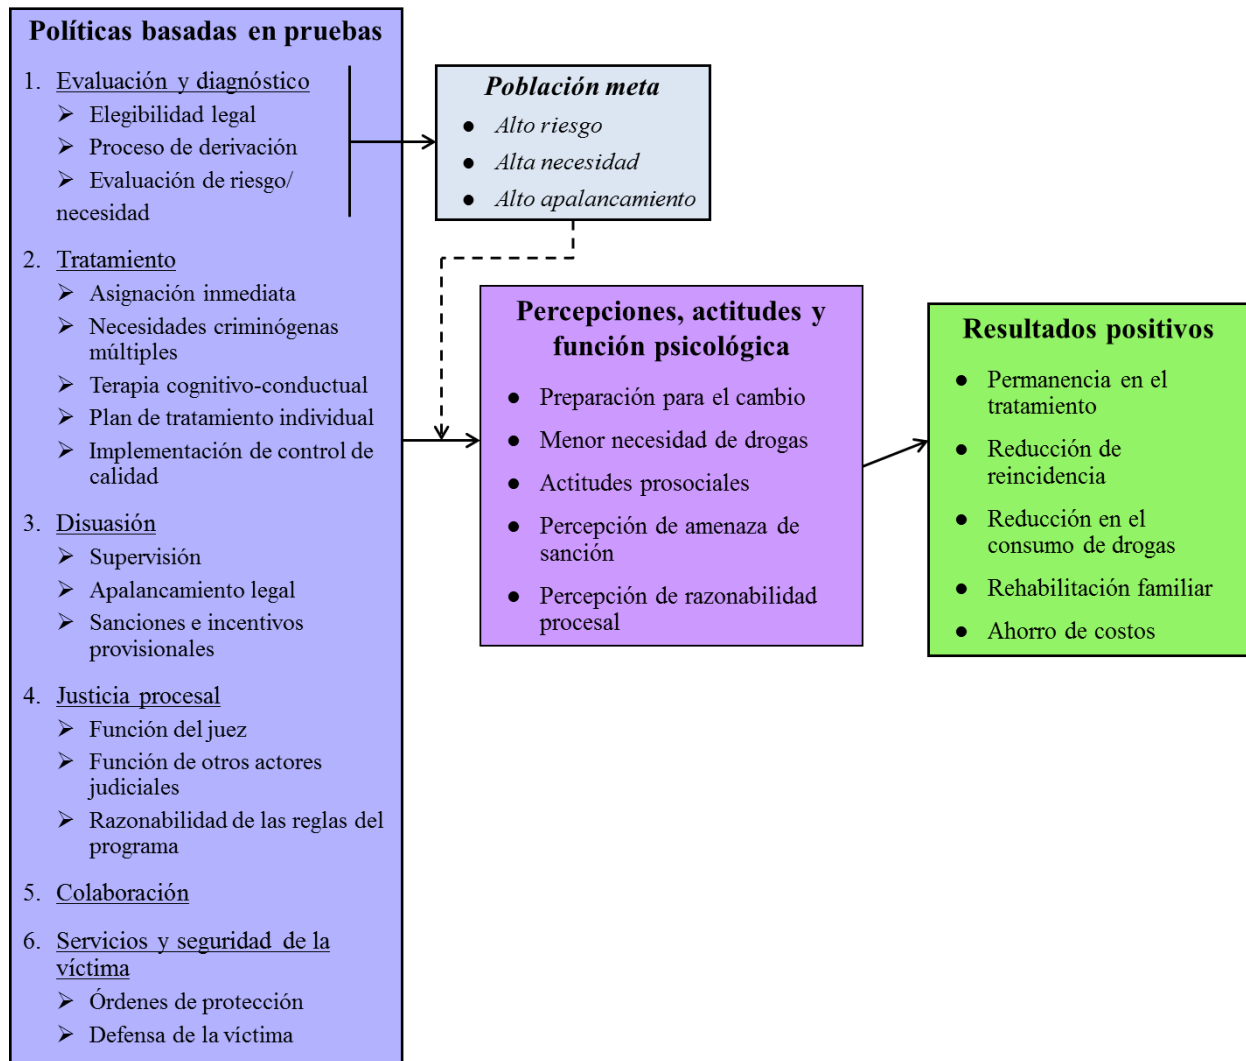 Políticas basadas en pruebas
1. Evaluación y diagnóstico
➢ Elegibilidad legal
➢ Proceso de derivación
➢ Evaluación de riesgo/
necesidad
2. Tratamiento
➢ Asignación inmediata
➢ Necesidades criminógenas
múltiples
➢ Terapia cognitivo-conductual
➢ Plan de tratamiento individual
➢ Implementación de control de
calidad
3. Disuasión
➢ Supervisión
➢ Apalancamiento legal
➢ Sanciones e incentivos
provisionales
4. Justicia procesal
➢ Función del juez
➢ Función de otros actores
judiciales
➢ Razonabilidad de las reglas del
programa
5. Colaboración
6. Servicios y seguridad de la
víctima
➢ Órdenes de protección
➢ Defensa de la víctima
Población meta
● Alto riesgo
● Alta necesidad
● Alto apalancamiento
Percepciones, actitudes y
función psicológica
● Preparación para el cambio
● Menor necesidad de drogas
● Actitudes prosociales
● Percepción de amenaza de
sanción
● Percepción de razonabilidad
procesal
Resultados positivos
● Permanencia en el
tratamiento
● Reducción de
reincidencia
● Reducción en el
consumo de drogas
● Rehabilitación familiar
● Ahorro de costos